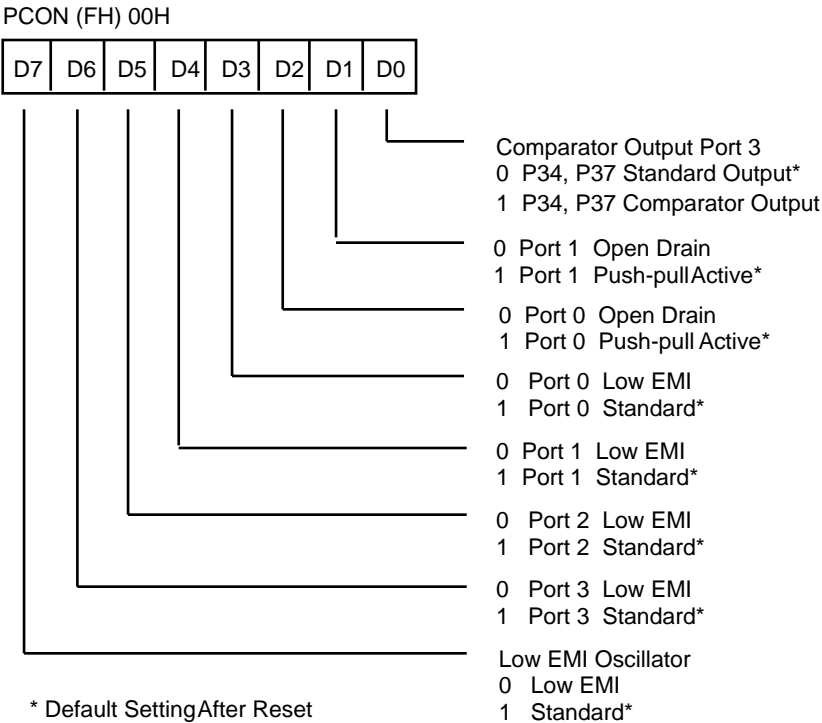 PCON (FH) 00H
D7 D6 D5 D4 D3 D2 D1 D0
Comparator Output Port 3
0 P34, P37 Standard Output*
1 P34, P37 Comparator Output
0 Port 1 Open Drain
1 Port 1 Push-pull Active*
0 Port 0 Open Drain
1 Port 0 Push-pull Active*
0 Port 0 Low EMI
1 Port 0 Standard*
0 Port 1 Low EMI
1 Port 1 Standard*
0 Port 2 Low EMI
1 Port 2 Standard*
0 Port 3 Low EMI
1 Port 3 Standard*
Low EMI Oscillator
0 Low EMI
1 Standard*
* Default Setting After Reset